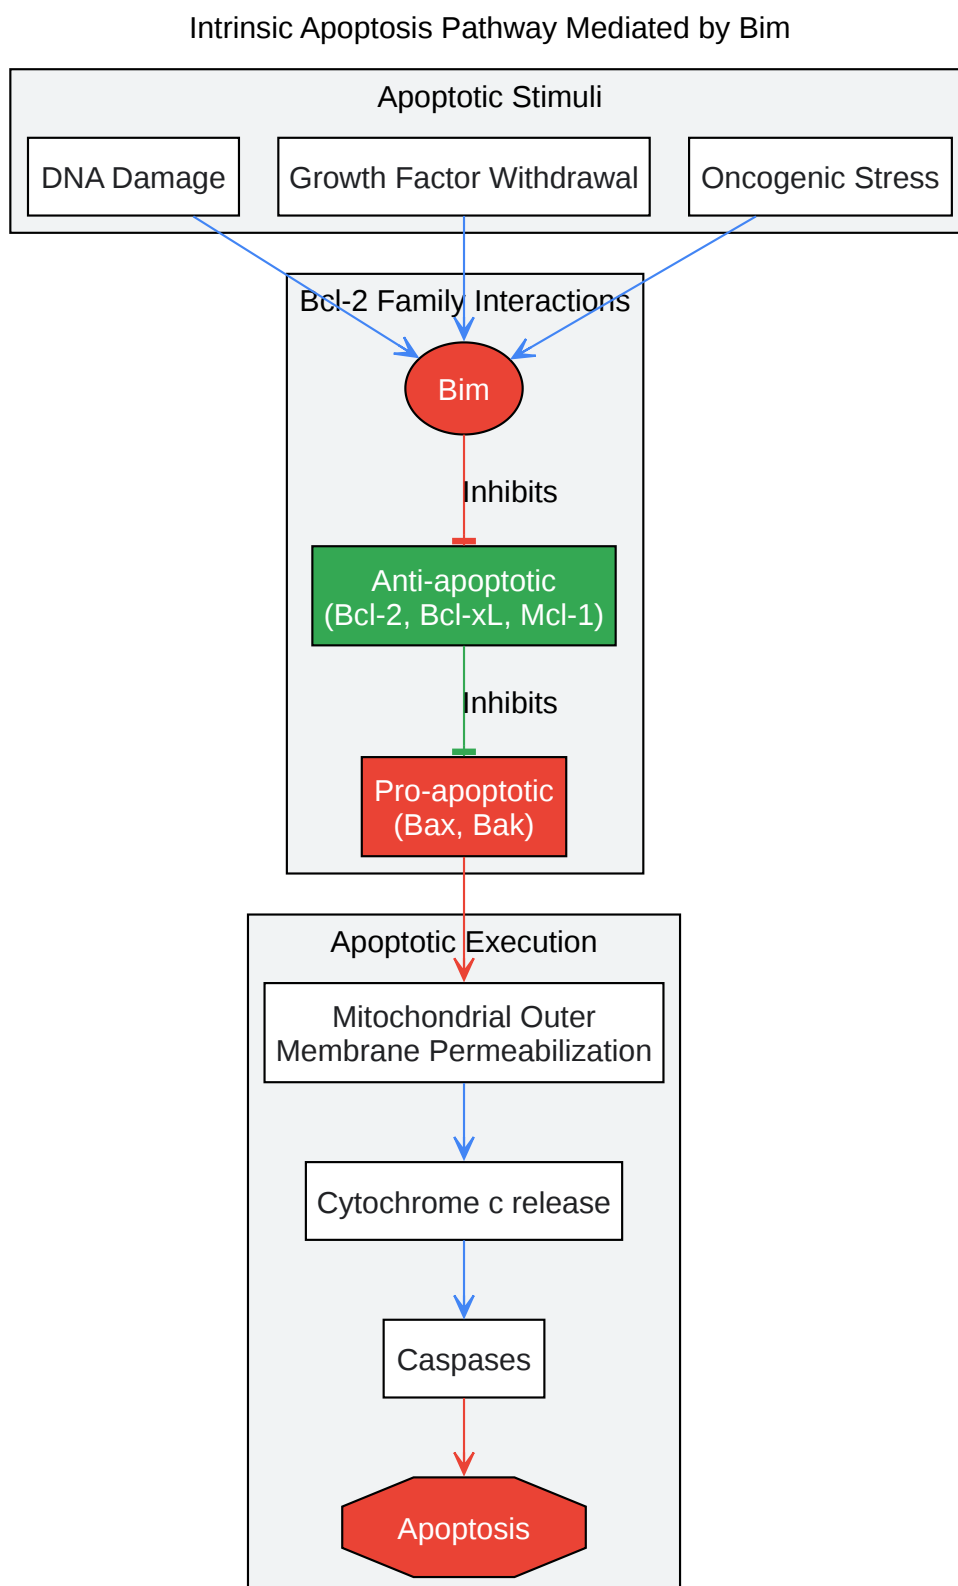 Intrinsic Apoptosis Pathway Mediated by Bim
Apoptotic Stimuli
DNA Damage
Growth Factor Withdrawal
Oncogenic Stress
Bcl-2 Family Interactions
Bim
Inhibits
Anti-apoptotic
(Bcl-2, Bcl-xL, Mcl-1)
Inhibits
Pro-apoptotic
(Bax, Bak)
Apoptotic Execution
Mitochondrial Outer
Membrane Permeabilization
Cytochrome c release
Caspases
Apoptosis